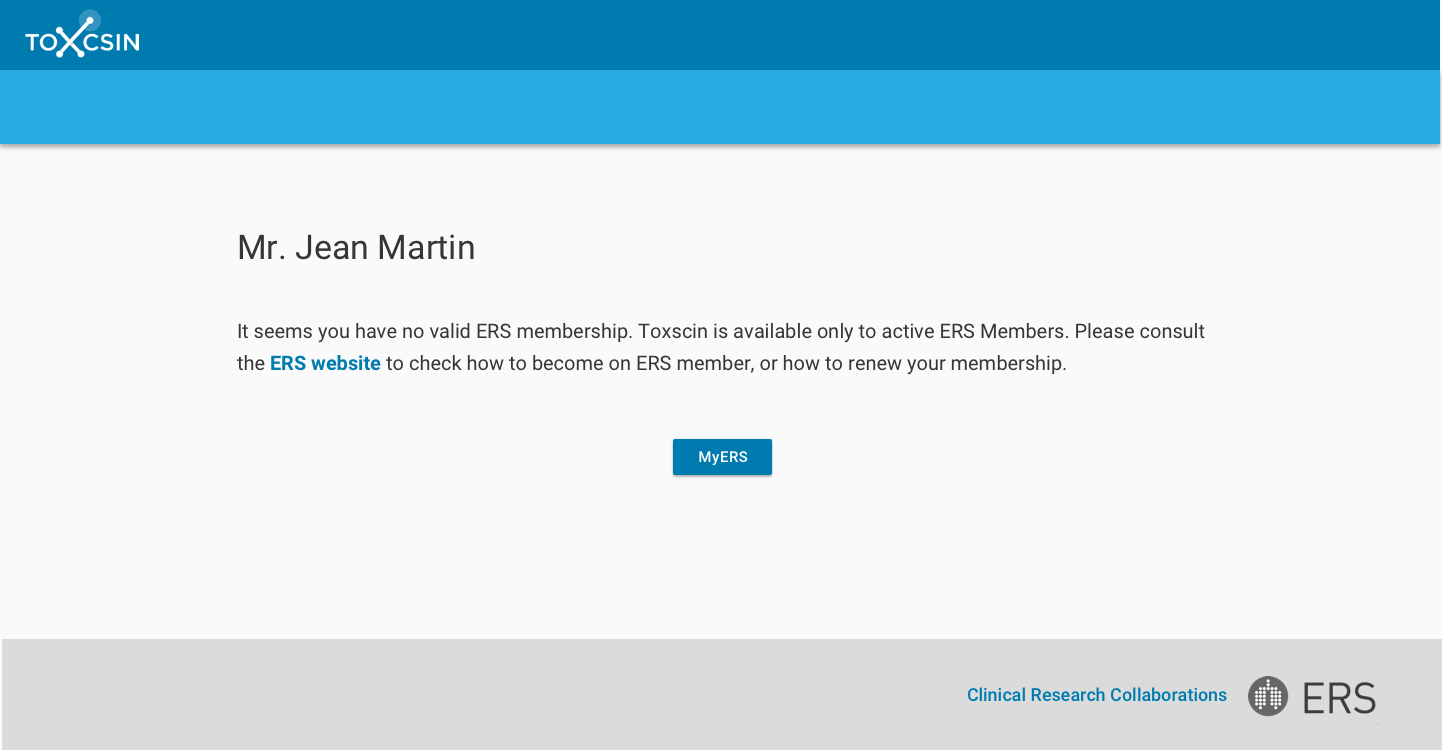 TOXCSIN
Mr. Jean Martin
It seems you have no valid ERS membership. Toxscin is available only to active ERS Members. Please consult
the ERS website to check how to become on ERS member, or how to renew your membership.
MyERS
Clinical Research Collaborations
ERS